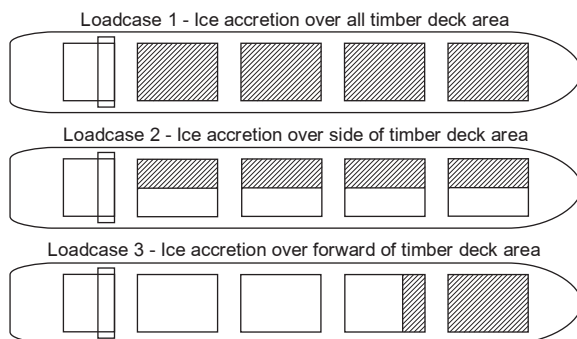 Loadcase 1 - Ice accretion over all timber deck area
Loadcase 2 - Ice accretion over side of timber deck area
Loadcase 3 - Ice accretion over forward of timber deck area